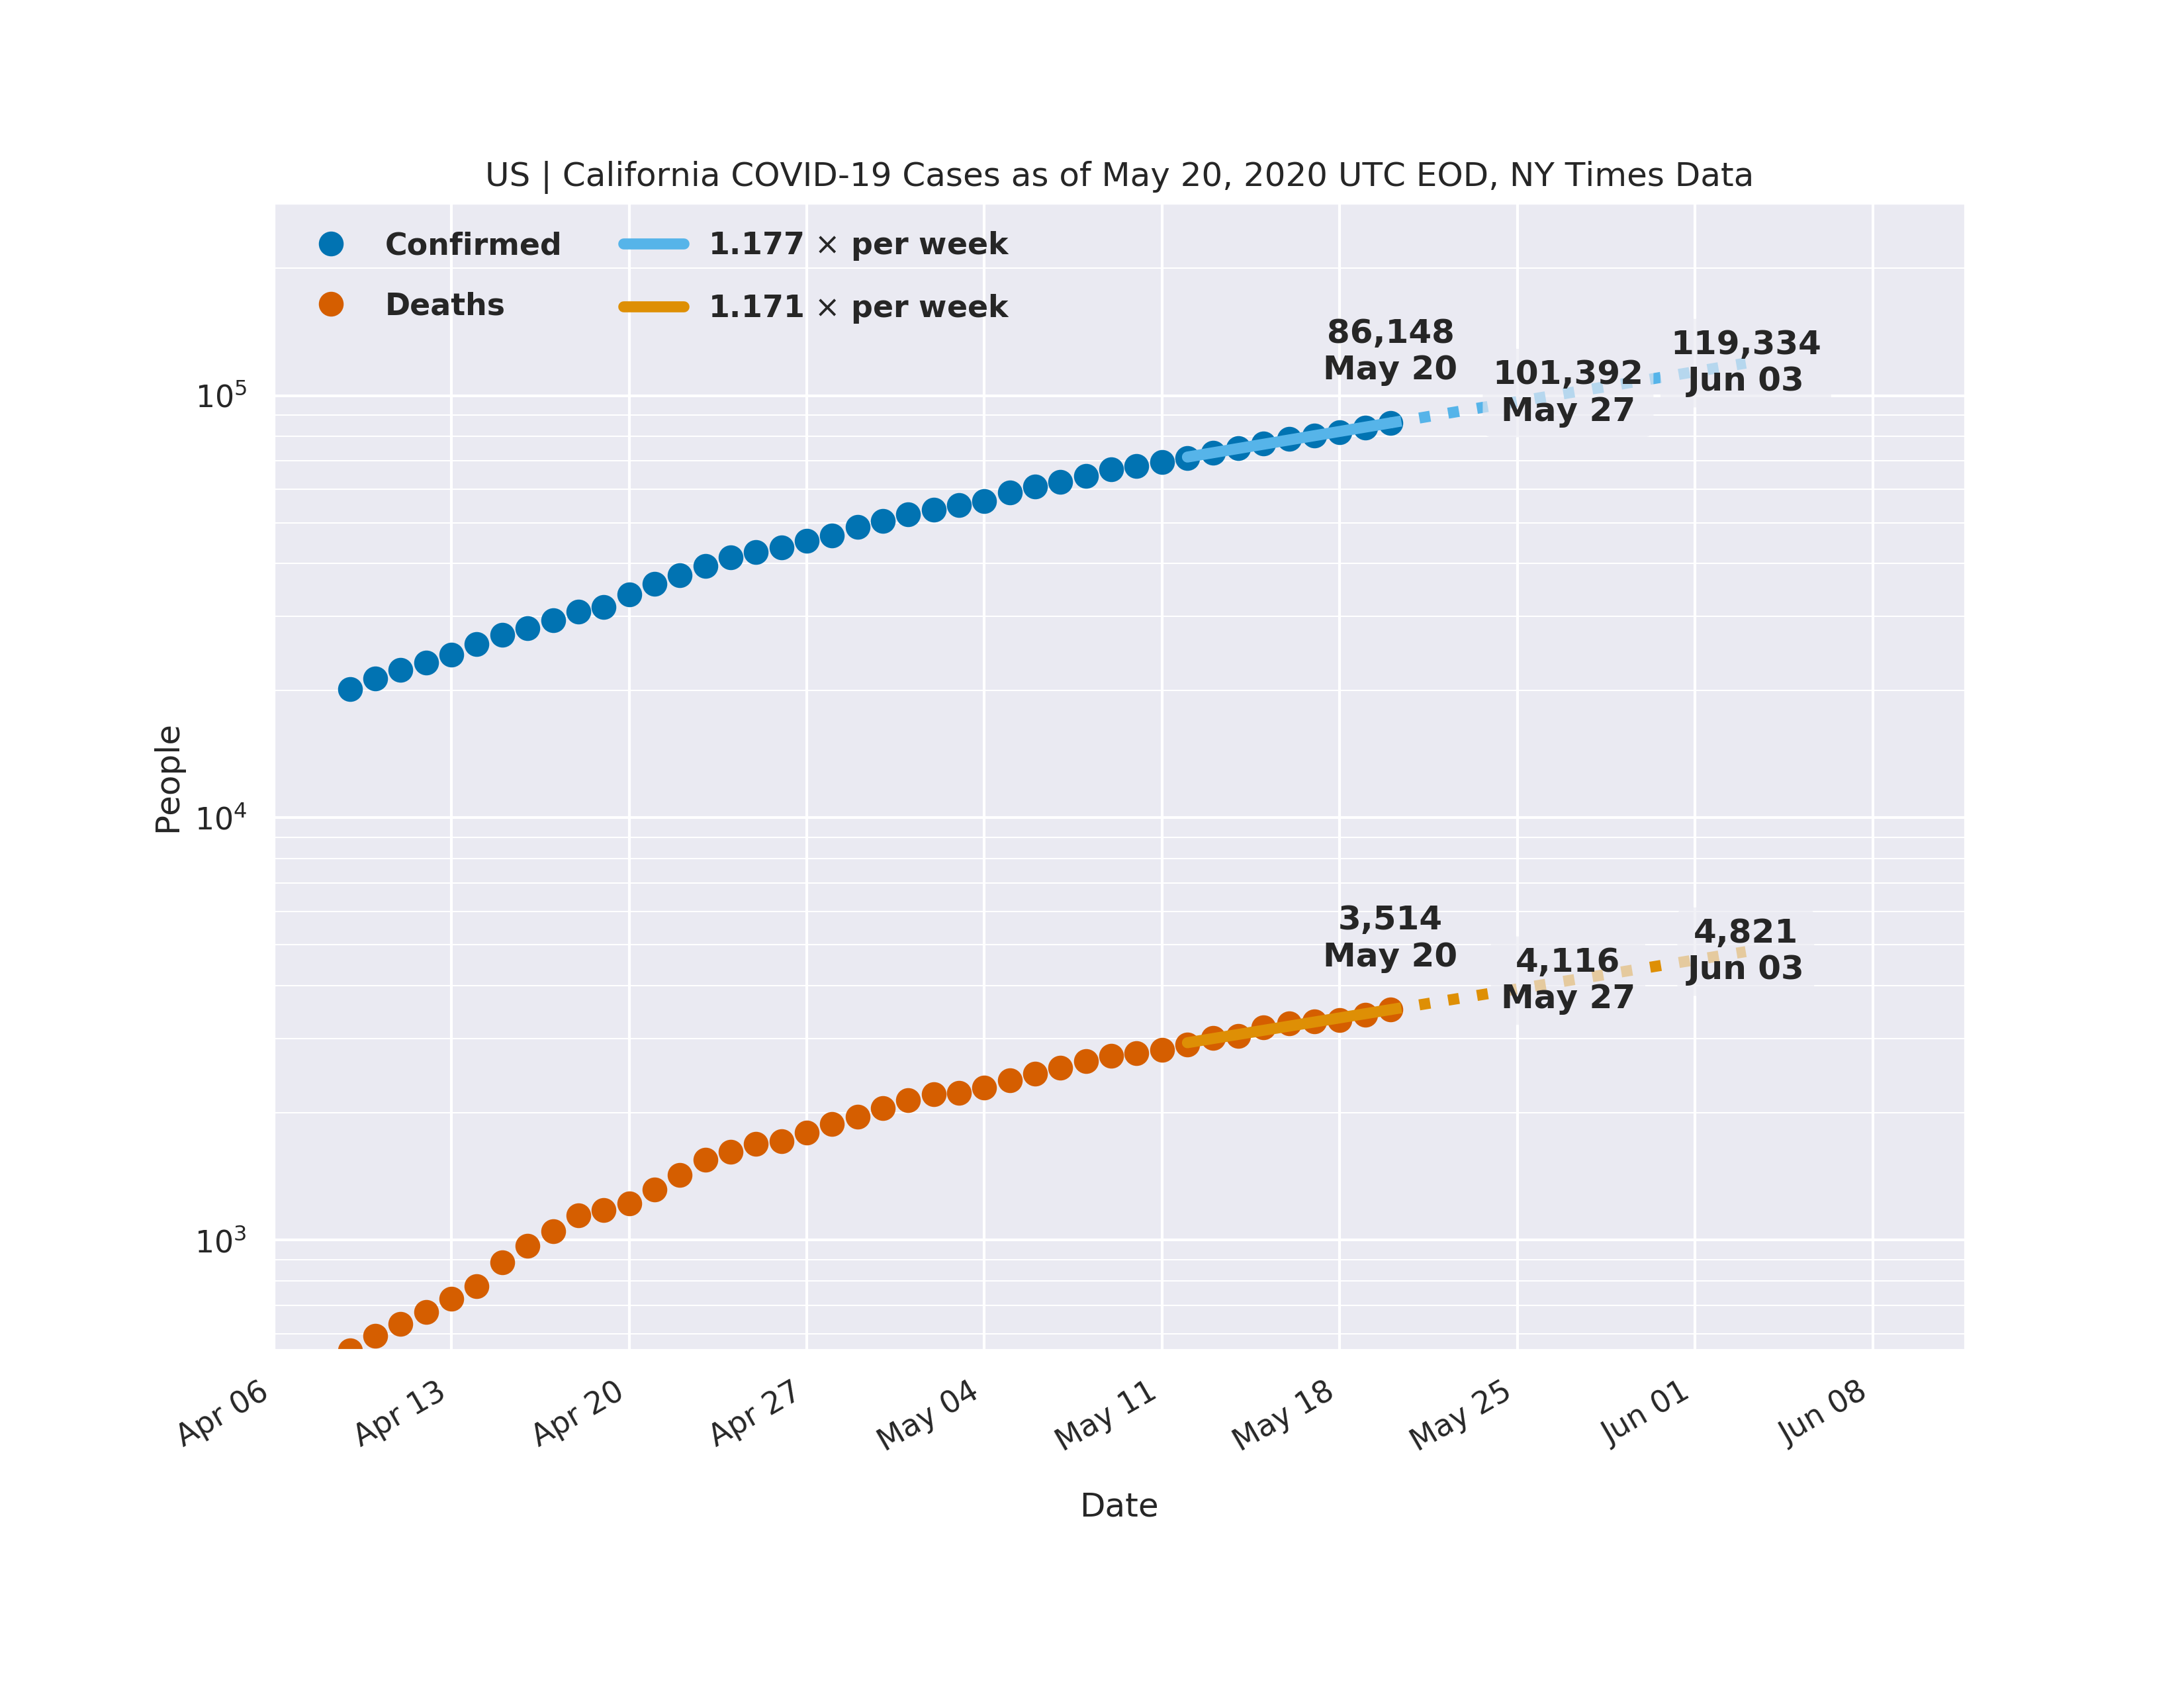 US | California COVID-19 Cases as of May 20, 2020 UTC EOD, NY Times Data
Confirmed
Deaths
1.177 × per week
1.171 × per week
86,148
May 20
101,392
May 27
119,334
Jun 03
3,514
May 20
4,116
May 27
4,821
Jun 03
People
10⁵
10⁴
10³
Apr 06
Apr 13
Apr 20
Apr 27
May 04
May 11
May 18
May 25
Jun 01
Jun 08
Date